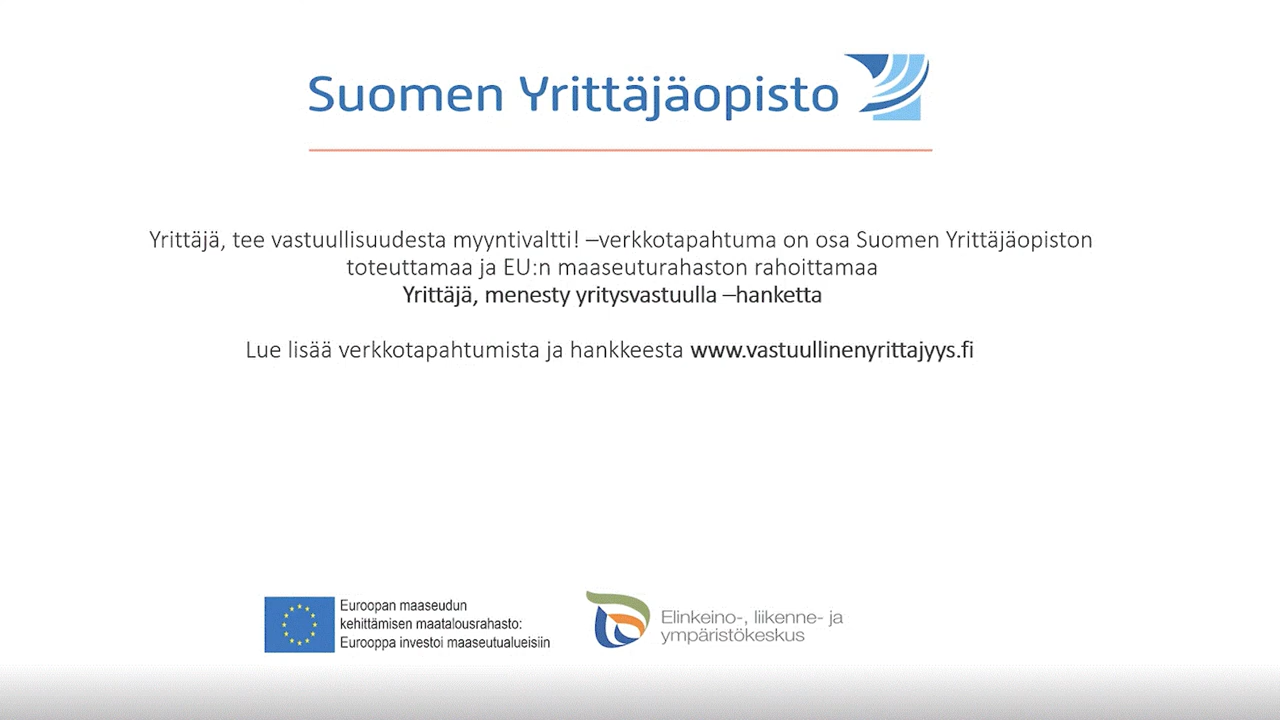 Suomen Yrittäjäopisto
Yrittäjä, tee vastuullisuudesta myyntivaltti! –verkkotapahtuma on osa Suomen Yrittäjäopiston
toteuttamaa ja EU:n maaseuturahaston rahoittamaa
Yrittäjä, menesty yritysvastuulla –hanketta
Lue lisää verkkotapahtumista ja hankkeesta www.vastuullinenyrittajyys.fi
Euroopan maaseudun
kehittämisen maatalousrahasto:
Eurooppa investoi maaseutualueisiin
Elinkeino-, liikenne- ja
ympäristökeskus